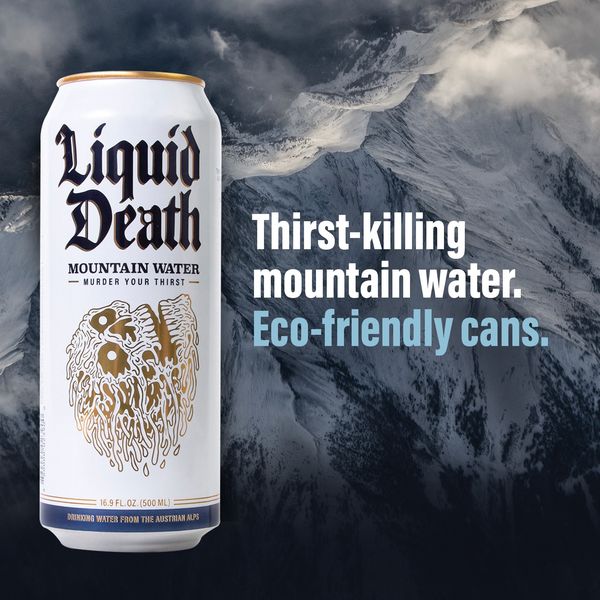 Liquid
Death
MOUNTAIN WATER
MURDER YOUR THIRST
16.9 FL. OZ. (500 ML)
DRINKING WATER FROM THE AUSTRIAN ALPS
Thirst-killing
mountain water.
Eco-friendly cans.